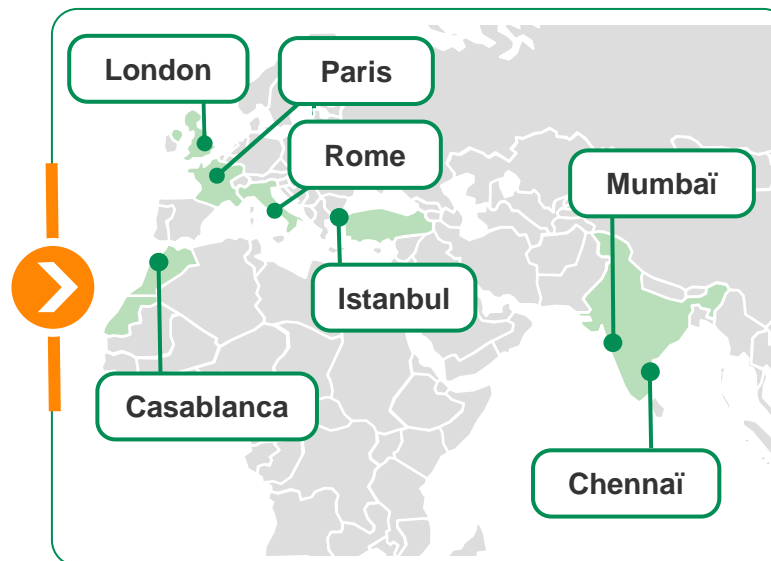 London
Paris
Rome
Mumbaï
Istanbul
Casablanca
Chennaï